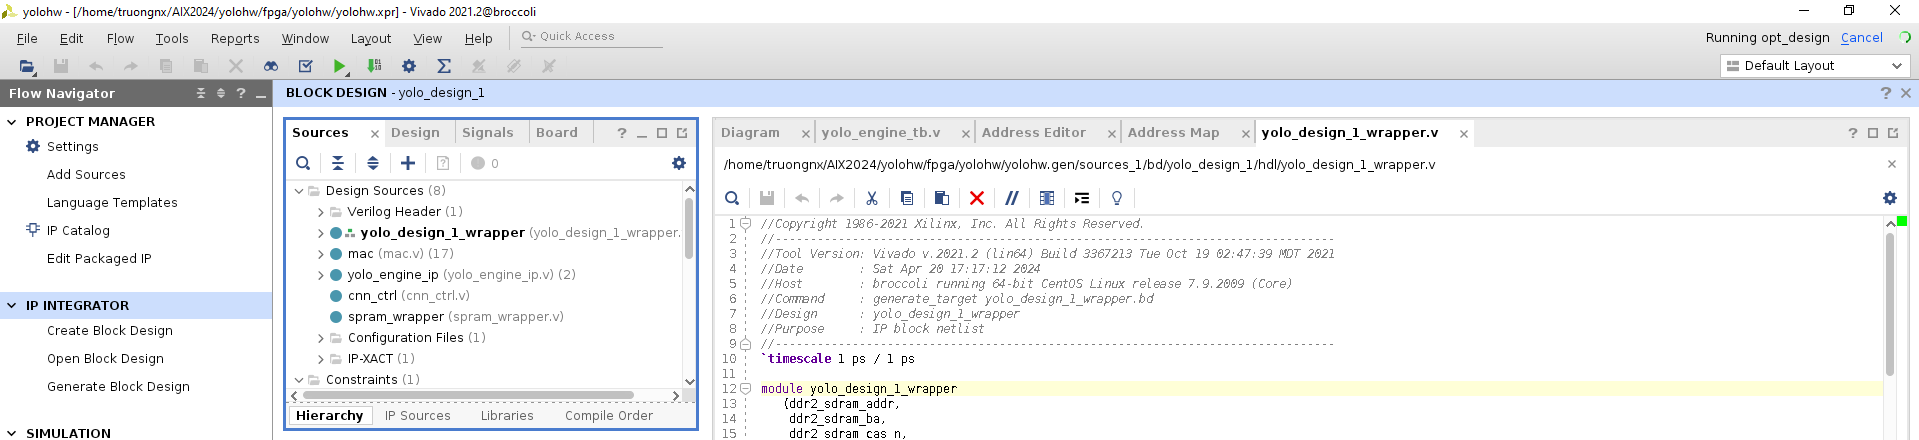 yolohw - [/home/truongnx/AIX2024/yolohw/fpga/yolohw/yolohw.xpr] - Vivado 2021.2@broccoli
File Edit Flow Tools Reports Window Layout View Help Quick Access
Running opt_design Cancel
Default Layout
Flow Navigator
PROJECT MANAGER
Settings
Add Sources
Language Templates
IP Catalog
Edit Packaged IP
IP INTEGRATOR
Create Block Design
Open Block Design
Generate Block Design
SIMULATION
BLOCK DESIGN - yolo_design_1
Sources Design Signals Board
0
Design Sources (8)
Verilog Header (1)
yolo_design_1_wrapper (yolo_design_1_wrapper.
mac (mac.v) (17)
yolo_engine_ip (yolo_engine_ip.v) (2)
cnn_ctrl (cnn_ctrl.v)
spram_wrapper (spram_wrapper.v)
Configuration Files (1)
IP-XACT (1)
Constraints (1)
Hierarchy IP Sources Libraries Compile Order
Diagram yolo_engine_tb.v Address Editor Address Map yolo_design_1_wrapper.v
/home/truongnx/AIX2024/yolohw/fpga/yolohw/yolohw.gen/sources_1/bd/yolo_design_1/hdl/yolo_design_1_wrapper.v
1 //Copyright 1986-2021 Xilinx, Inc. All Rights Reserved.
2 //--------------------------------------------------------------------------------
3 //Tool Version: Vivado v.2021.2 (lin64) Build 3367213 Tue Oct 19 02:47:39 MDT 2021
4 //Date : Sat Apr 20 17:17:12 2024
5 //Host : broccoli running 64-bit CentOS Linux release 7.9.2009 (Core)
6 //Command : generate_target yolo_design_1_wrapper.bd
7 //Design : yolo_design_1_wrapper
8 //Purpose : IP block netlist
9 //--------------------------------------------------------------------------------
10 `timescale 1 ps / 1 ps
11
12 module yolo_design_1_wrapper
13 (ddr2_sdram_addr,
14 ddr2_sdram_ba,
15 ddr2_sdram_cas_n,